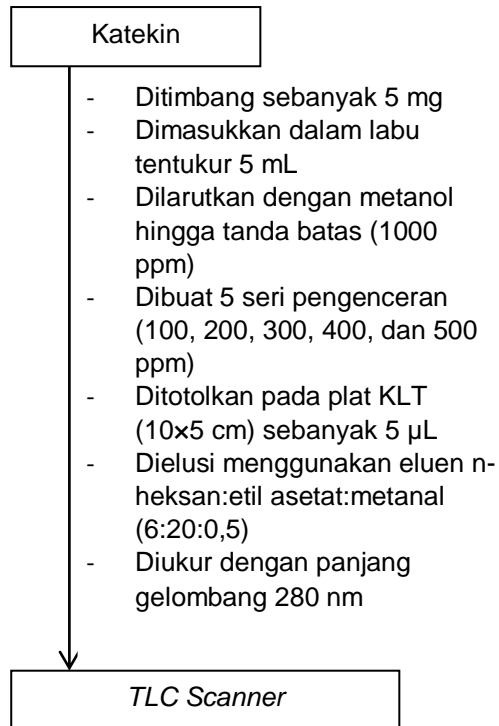 Katekin
- Ditimbang sebanyak 5 mg
- Dimasukkan dalam labu
tentukur 5 mL
- Dilarutkan dengan metanol
hingga tanda batas (1000
ppm)
- Dibuat 5 seri pengenceran
(100, 200, 300, 400, dan 500
ppm)
- Ditotolkan pada plat KLT
(10×5 cm) sebanyak 5 µL
- Dielusi menggunakan eluen n-
heksan:etil asetat:metanal
(6:20:0,5)
- Diukur dengan panjang
gelombang 280 nm
TLC Scanner